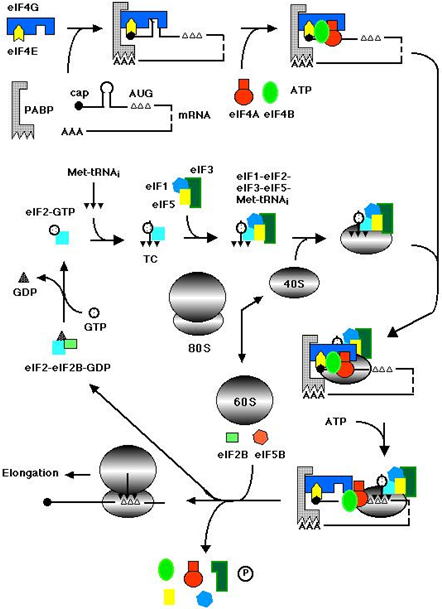 eIF4G
eIF4E
AAA
AAA
cap
AUG
PABP
mRNA
AAA
eIF4A
eIF4B
ATP
Met-tRNAi
eIF3
eIF1
eIF5
eIF1-eIF2-
eIF3-eIF5-
Met-tRNAi
eIF2-GTP
TC
GDP
GTP
40S
80S
eIF2-eIF2B-GDP
AAA
60S
ATP
eIF2B
eIF5B
Elongation
AAA
P